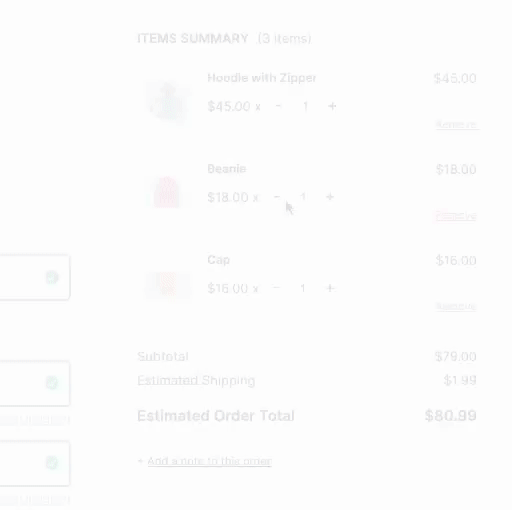 ITEMS SUMMARY (3 items)
Hoodie with Zipper $45.00
$45.00 x - 1 +
Remove
Beanie $18.00
$18.00 x - 1 +
Remove
Cap $16.00
$16.00 x - 1 +
Remove
Subtotal $79.00
Estimated Shipping $1.99
Estimated Order Total $80.99
+ Add a note to this order